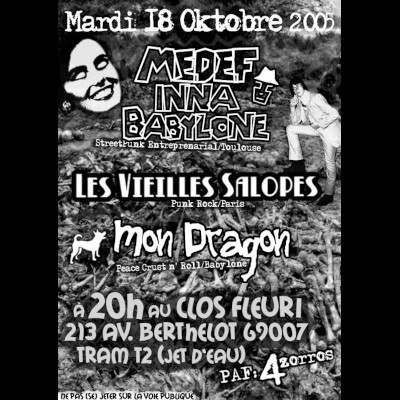 Mardi 18 Oktobre 2005
MEDEF
INNA
BABYLONE
StreetPunk Entreprenarial/Toulouse
LES VIEILLES SALOPES
Punk Rock/Paris
mon Dragon
Peace Crust n' Roll/Babylone
À 20h AU CLOS FLEURI
213 AV. BERTHELOT 69007
TRAM T2 (JET D'EAU)
PAF: 4 zorros
NE PAS (SE) JETER SUR LA VOIE PUBLIQUE